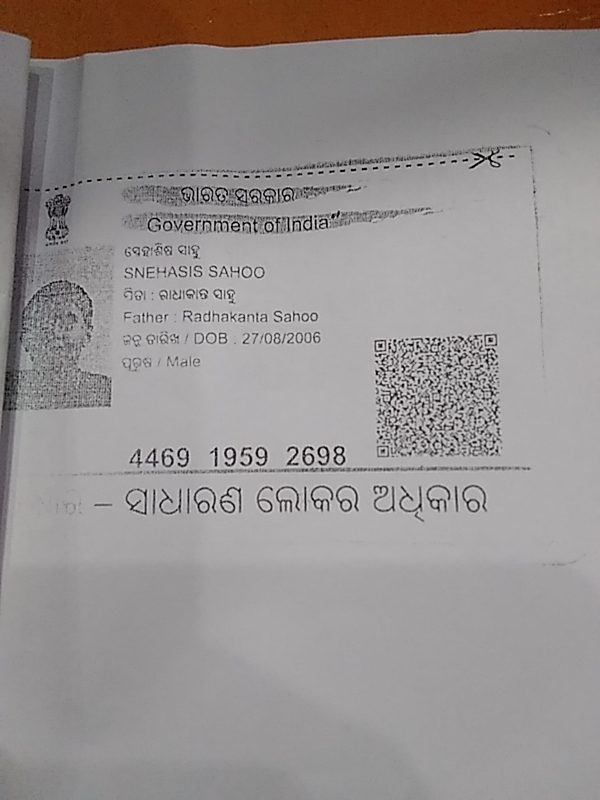 ଭାରତ ସରକାର
Government of India
ସ୍ନେହାଶିଷ ସାହୁ
SNEHASIS SAHOO
ପିତା : ରାଧାକାନ୍ତ ସାହୁ
Father : Radhakanta Sahoo
ଜନ୍ମ ତାରିଖ / DOB : 27/08/2006
ପୁରୁଷ / Male
4469 1959 2698
– ସାଧାରଣ ଲୋକର ଅଧିକାର